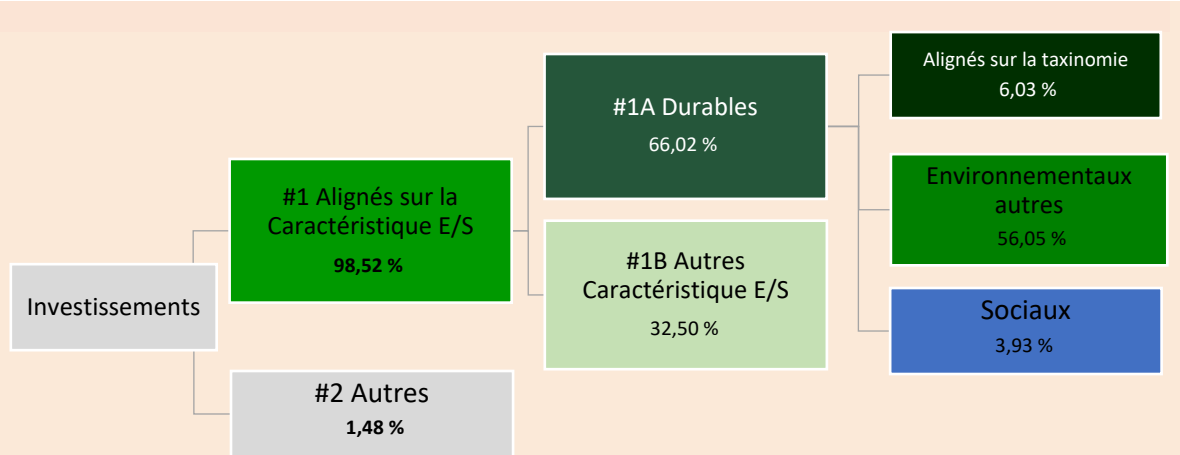 Investissements
#1 Alignés sur la
Caractéristique E/S
98,52 %
#2 Autres
1,48 %
#1A Durables
66,02 %
#1B Autres
Caractéristique E/S
32,50 %
Alignés sur la taxinomie
6,03 %
Environnementaux
autres
56,05 %
Sociaux
3,93 %